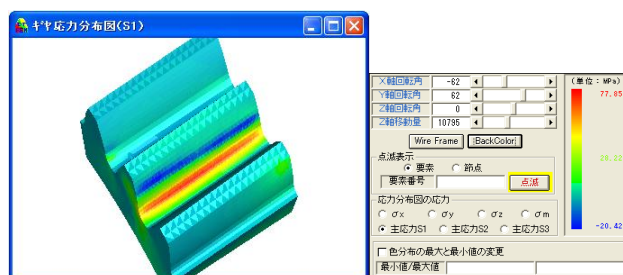 ギヤ応力分布図(S1)
X軸回転角 -62
Y軸回転角 62
Z軸回転角 0
Z軸移動量 10795
Wire Frame BackColor
点滅表示
要素 節点
要素番号 点滅
応力分布図の応力
σx σy σz σm
主応力S1 主応力S2 主応力S3
色分布の最大と最小値の変更
最小値/最大値
(単位：MPa)
77.85
28.22
-20.42